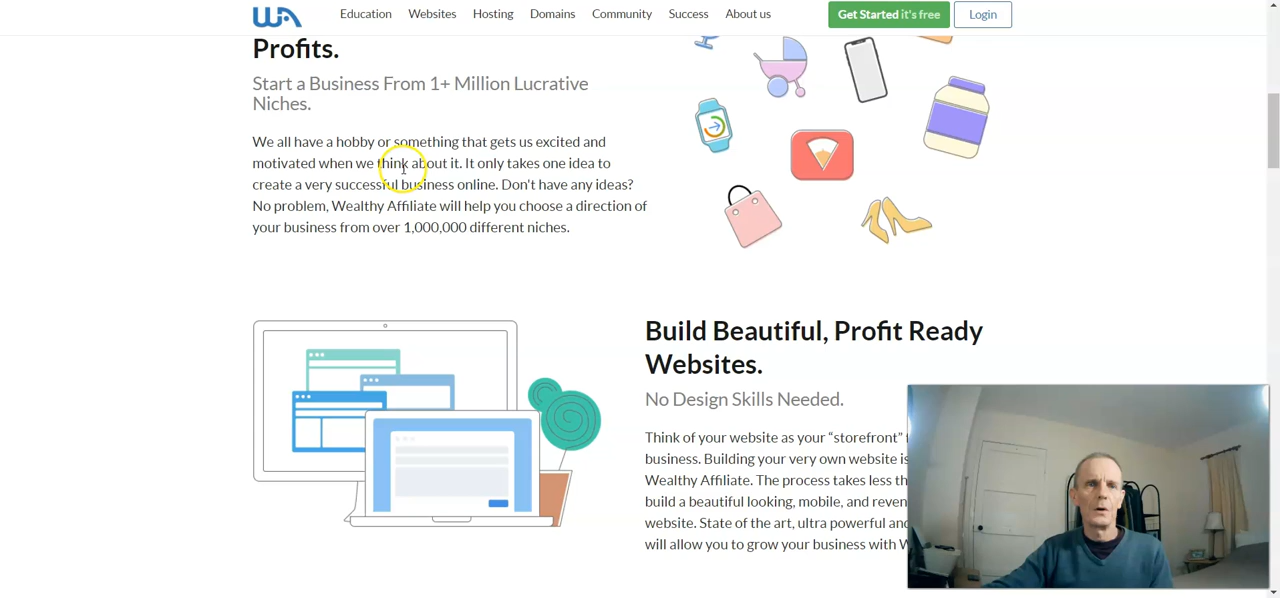 WA Education Websites Hosting Domains Community Success About us Get Started it's free Login
Profits.
Start a Business From 1+ Million Lucrative
Niches.
We all have a hobby or something that gets us excited and
motivated when we think about it. It only takes one idea to
create a very successful business online. Don't have any ideas?
No problem, Wealthy Affiliate will help you choose a direction of
your business from over 1,000,000 different niches.
Build Beautiful, Profit Ready
Websites.
No Design Skills Needed.
Think of your website as your “storefront”
business. Building your very own website is
Wealthy Affiliate. The process takes less
build a beautiful looking, mobile, and
website. State of the art, ultra powerful
will allow you to grow your business with